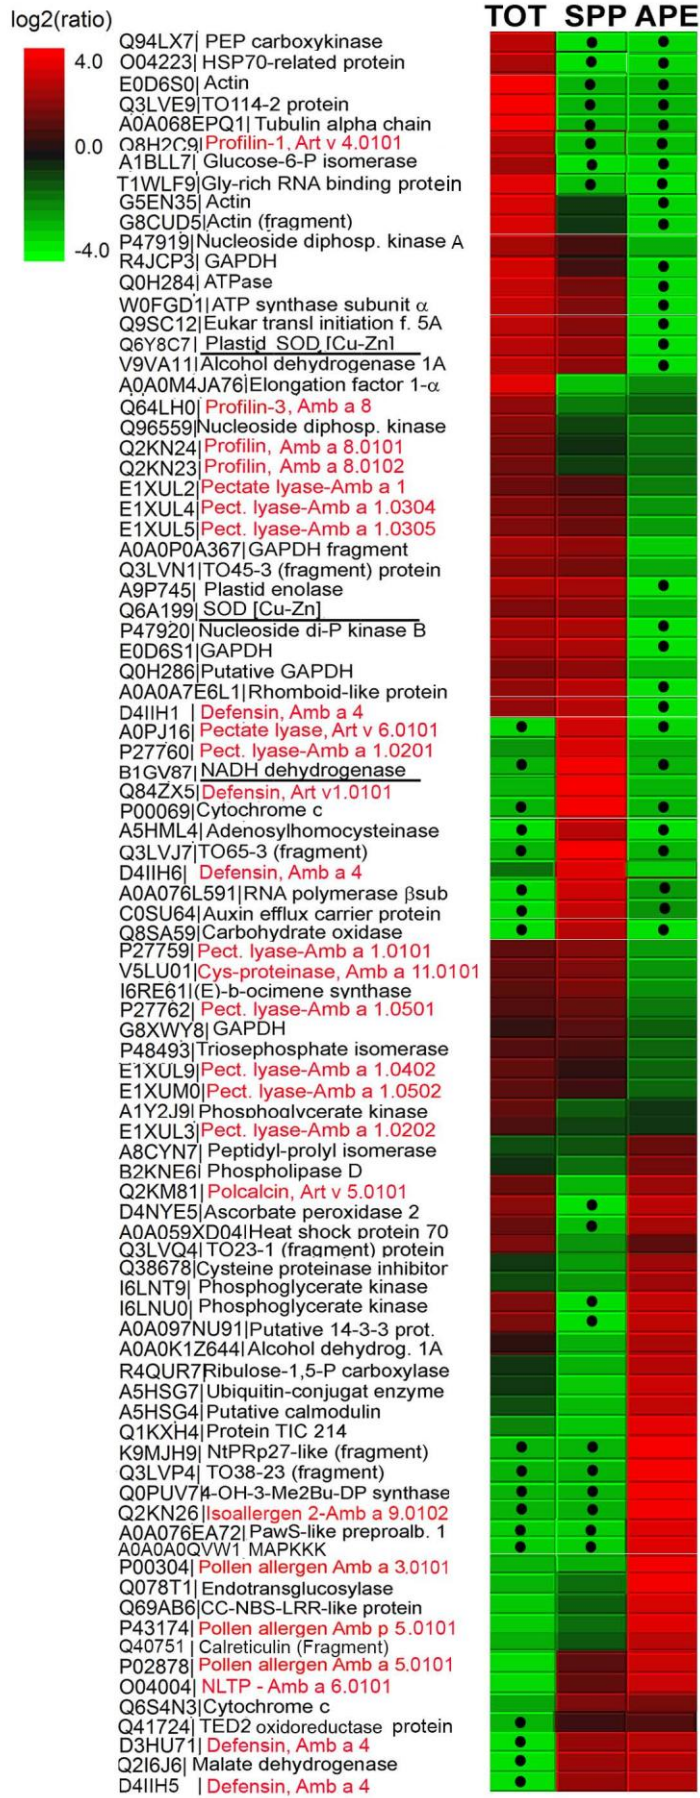 log2(ratio)
TOT SPP APE
4.0
0.0
-4.0
Q94LX7| PEP carboxykinase
O04223| HSP70-related protein
E0D6S0| Actin
Q3LVE9| TO114-2 protein
A0A068EPQ1| Tubulin alpha chain
Q8H2C9| Profilin-1, Art v 4.0101
A1BLL7| Glucose-6-P isomerase
T1WLF9|Gly-rich RNA binding protein
G5EN35| Actin
G8CUD5|Actin (fragment)
P47919|Nucleoside diphosp. kinase A
R4JCP3| GAPDH
Q0H284| ATPase
W0FGD1|ATP synthase subunit α
Q9SC12|Eukar transl initiation f. 5A
Q6Y8C7| Plastid SOD [Cu-Zn]
V9VA11| Alcohol dehydrogenase 1A
A0A0M4JA76|Elongation factor 1-α
Q64LH0| Profilin-3, Amb a 8
Q96559|Nucleoside diphosp. kinase
Q2KN24| Profilin, Amb a 8.0101
Q2KN23| Profilin, Amb a 8.0102
E1XUL2| Pectate lyase-Amb a 1
E1XUL4| Pect. lyase-Amb a 1.0304
E1XUL5| Pect. lyase-Amb a 1.0305
A0A0P0A367|GAPDH fragment
Q3LVN1|TO45-3 (fragment) protein
A9P745| Plastid enolase
Q6A199| SOD [Cu-Zn]
P47920| Nucleoside di-P kinase B
E0D6S1|GAPDH
Q0H286|Putative GAPDH
A0A0A7E6L1|Rhomboid-like protein
D4IIH1 | Defensin, Amb a 4
A0PJ16| Pectate lyase, Art v 6.0101
P27760| Pect. lyase-Amb a 1.0201
B1GV87| NADH dehydrogenase
Q84ZX5|Defensin, Art v1.0101
P00069|Cytochrome c
A5HML4|Adenosylhomocysteinase
Q3LVJ7|TO65-3 (fragment)
D4IIH6| Defensin, Amb a 4
A0A076L591|RNA polymerase βsub
C0SU64|Auxin efflux carrier protein
Q8SA59|Carbohydrate oxidase
P27759| Pect. lyase-Amb a 1.0101
V5LU01|Cys-proteinase, Amb a 11.0101
I6RE61|(E)-b-ocimene synthase
P27762| Pect. lyase-Amb a 1.0501
G8XWY8| GAPDH
P48493|Triosephosphate isomerase
E1XUL9| Pect. lyase-Amb a 1.0402
E1XUM0|Pect. lyase-Amb a 1.0502
A1Y2J9| Phosphoglycerate kinase
E1XUL3| Pect. lyase-Amb a 1.0202
A8CYN7| Peptidyl-prolyl isomerase
B2KNE6| Phospholipase D
Q2KM81| Polcalcin, Art v 5.0101
D4NYE5| Ascorbate peroxidase 2
A0A059XD04|Heat shock protein 70
Q3LVQ4| TO23-1 (fragment) protein
Q38678|Cysteine proteinase inhibitor
I6LNT9| Phosphoglycerate kinase
I6LNU0| Phosphoglycerate kinase
A0A097NU91|Putative 14-3-3 prot.
A0A0K1Z644|Alcohol dehydrog. 1A
R4QUR7|Ribulose-1,5-P carboxylase
A5HSG7| Ubiquitin-conjugat enzyme
A5HSG4| Putative calmodulin
Q1KXH4| Protein TIC 214
K9MJH9| NtPRp27-like (fragment)
Q3LVP4| TO38-23 (fragment)
Q0PUV7|4-OH-3-Me2Bu-DP synthase
Q2KN26|Isoallergen 2-Amb a 9.0102
A0A076EA72| PawS-like preproalb. 1
A0A0A0QVW1 MAPKKK
P00304| Pollen allergen Amb a 3.0101
Q078T1| Endotransglucosylase
Q69AB6|CC-NBS-LRR-like protein
P43174| Pollen allergen Amb p 5.0101
Q40751| Calreticulin (Fragment)
P02878| Pollen allergen Amb a 5.0101
O04004| NLTP - Amb a 6.0101
Q6S4N3|Cytochrome c
Q41724| TED2 oxidoreductase protein
D3HU71| Defensin, Amb a 4
Q2I6J6| Malate dehydrogenase
D4IIH5 | Defensin, Amb a 4